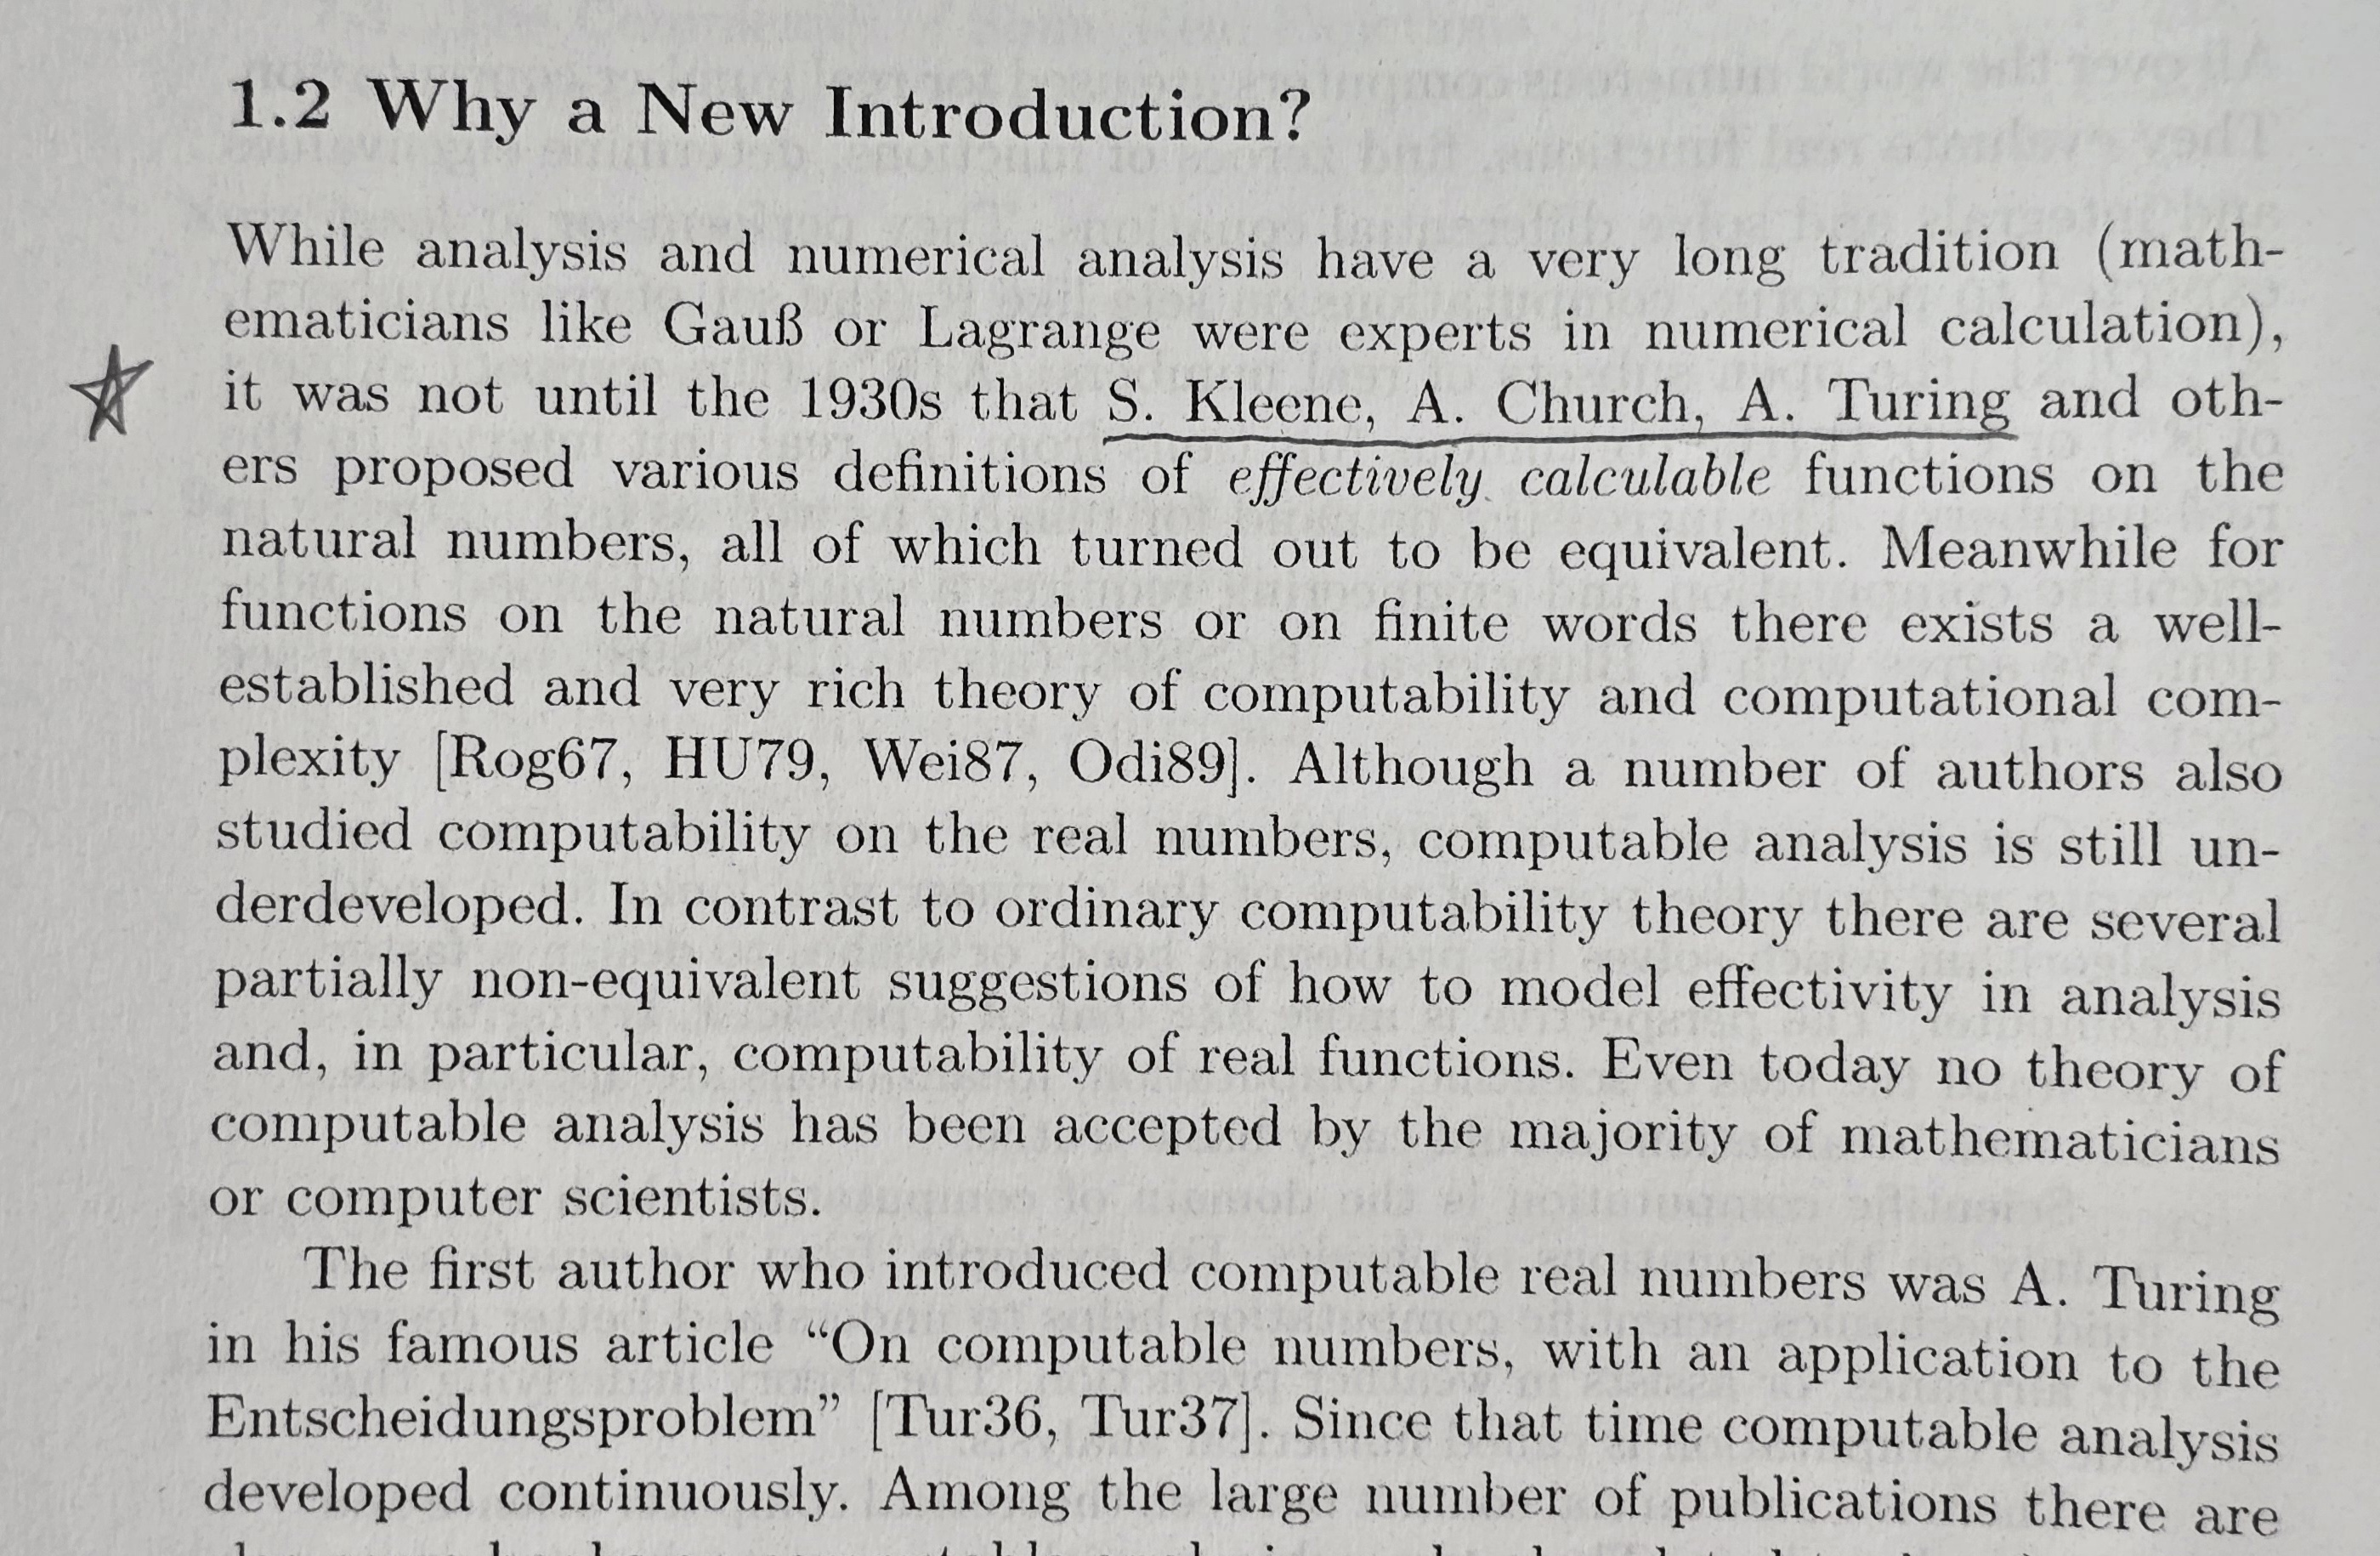 1.2 Why a New Introduction?
While analysis and numerical analysis have a very long tradition (math-
ematicians like Gauß or Lagrange were experts in numerical calculation),
it was not until the 1930s that S. Kleene, A. Church, A. Turing and oth-
ers proposed various definitions of effectively calculable functions on the
natural numbers, all of which turned out to be equivalent. Meanwhile for
functions on the natural numbers or on finite words there exists a well-
established and very rich theory of computability and computational com-
plexity [Rog67, HU79, Wei87, Odi89]. Although a number of authors also
studied computability on the real numbers, computable analysis is still un-
derdeveloped. In contrast to ordinary computability theory there are several
partially non-equivalent suggestions of how to model effectivity in analysis
and, in particular, computability of real functions. Even today no theory of
computable analysis has been accepted by the majority of mathematicians
or computer scientists.
The first author who introduced computable real numbers was A. Turing
in his famous article “On computable numbers, with an application to the
Entscheidungsproblem” [Tur36, Tur37]. Since that time computable analysis
developed continuously. Among the large number of publications there are